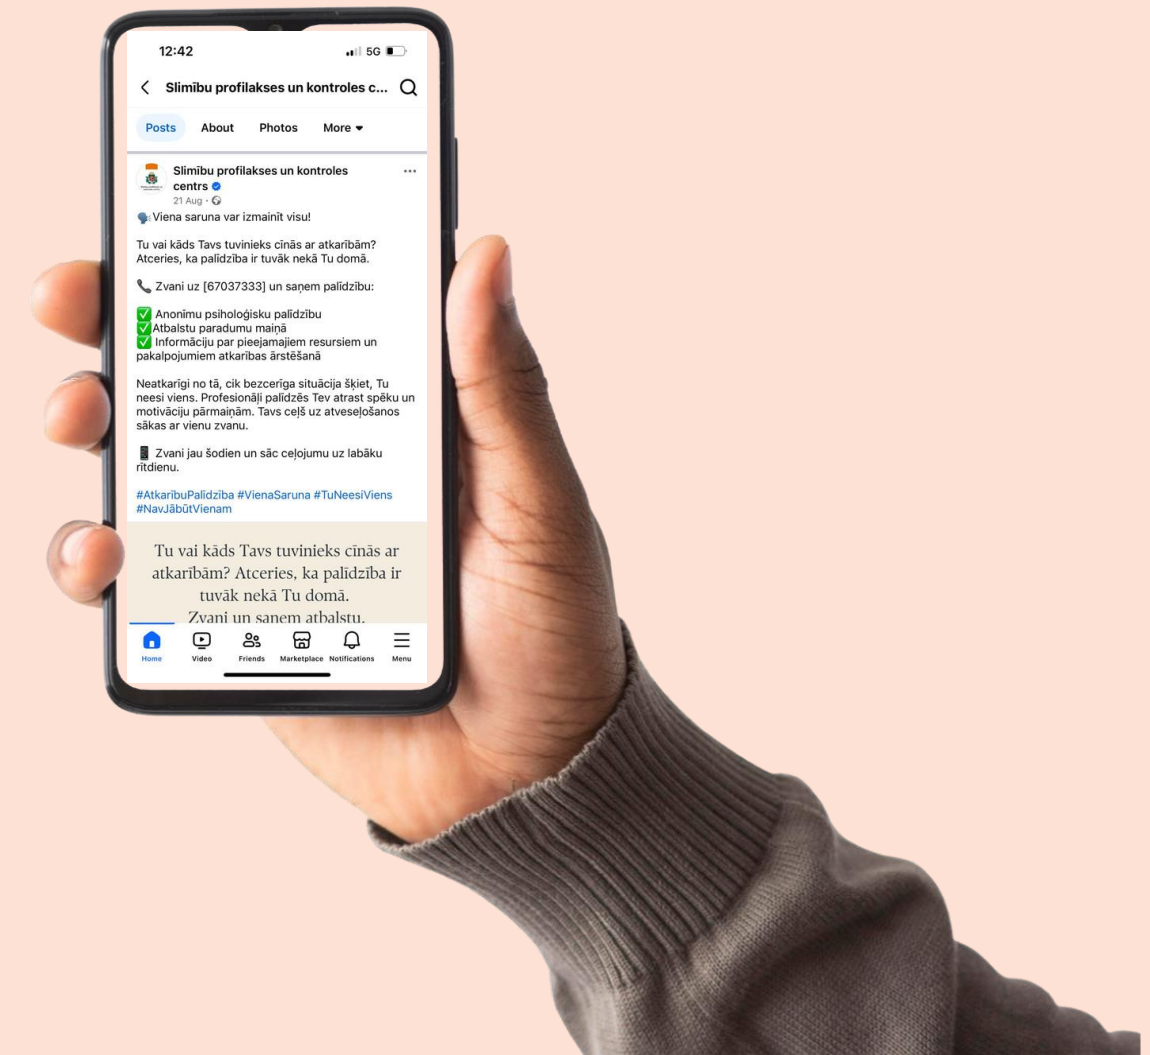 12:42
5G
Slimību profilakses un kontroles c...
Posts About Photos More
Slimību profilakses un kontroles
centrs
21 Aug ·
Viena saruna var izmainīt visu!
Tu vai kāds Tavs tuvinieks cīnās ar atkarībām?
Atceries, ka palīdzība ir tuvāk nekā Tu domā.
Zvani uz [67037333] un saņem palīdzību:
Anonīmu psiholoģisku palīdzību
Atbalstu paradumu maiņā
Informāciju par pieejamajiem resursiem un
pakalpojumiem atkarības ārstēšanā
Neatkarīgi no tā, cik bezcerīga situācija šķiet, Tu
neesi viens. Profesionāļi palīdzēs Tev atrast spēku un
motivāciju pārmaiņām. Tavs ceļš uz atveseļošanos
sākas ar vienu zvanu.
Zvani jau šodien un sāc ceļojumu uz labāku
rītdienu.
#AtkarībuPalīdzība #VienaSaruna #TuNeesiViens
#NavJābūtVienam
Tu vai kāds Tavs tuvinieks cīnās ar
atkarībām? Atceries, ka palīdzība ir
tuvāk nekā Tu domā.
Zvani un saņem atbalstu.
Home Video Friends Marketplace Notifications Menu